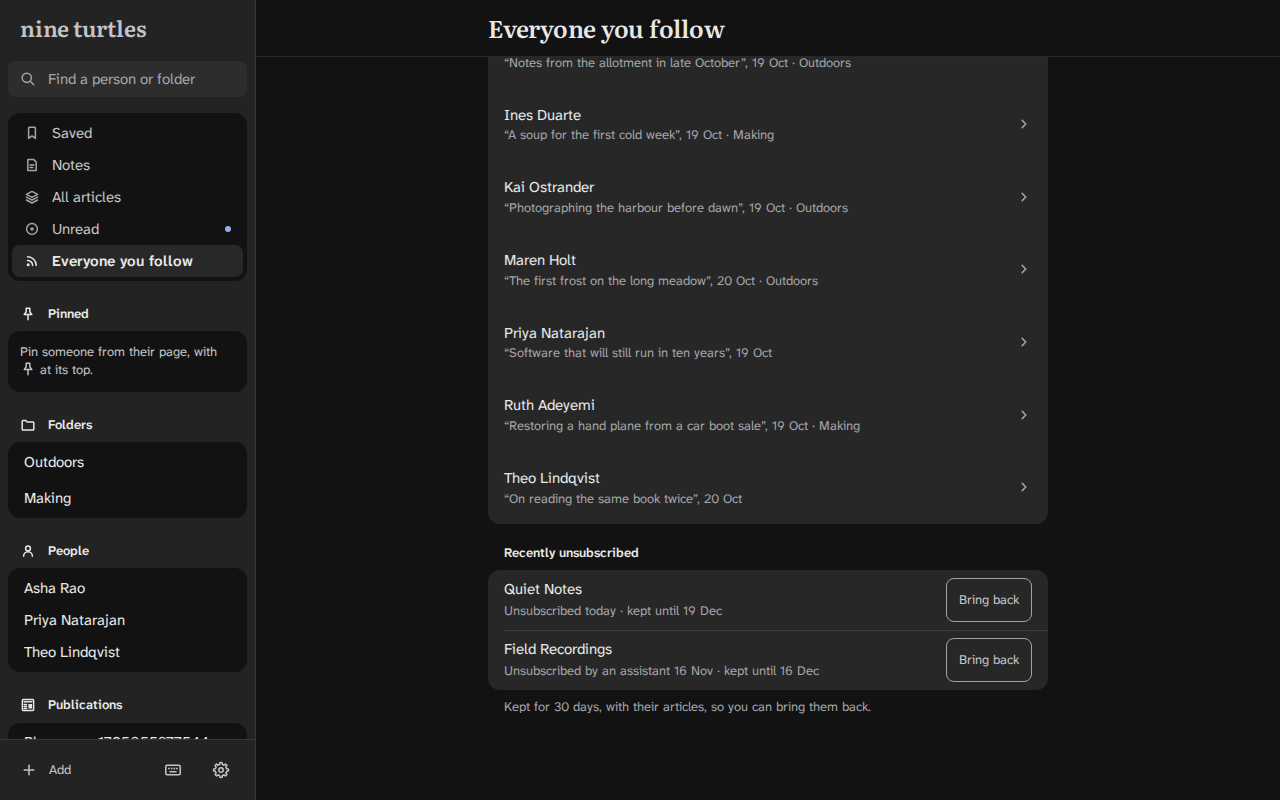 nine turtles
Find a person or folder
Saved
Notes
All articles
Unread
Everyone you follow
Pinned
Pin someone from their page, with
at its top.
Folders
Outdoors
Making
People
Asha Rao
Priya Natarajan
Theo Lindqvist
Publications
Add
Everyone you follow
“Notes from the allotment in late October”, 19 Oct · Outdoors
Ines Duarte
“A soup for the first cold week”, 19 Oct · Making
Kai Ostrander
“Photographing the harbour before dawn”, 19 Oct · Outdoors
Maren Holt
“The first frost on the long meadow”, 20 Oct · Outdoors
Priya Natarajan
“Software that will still run in ten years”, 19 Oct
Ruth Adeyemi
“Restoring a hand plane from a car boot sale”, 19 Oct · Making
Theo Lindqvist
“On reading the same book twice”, 20 Oct
Recently unsubscribed
Quiet Notes
Unsubscribed today · kept until 19 Dec
Bring back
Field Recordings
Unsubscribed by an assistant 16 Nov · kept until 16 Dec
Bring back
Kept for 30 days, with their articles, so you can bring them back.